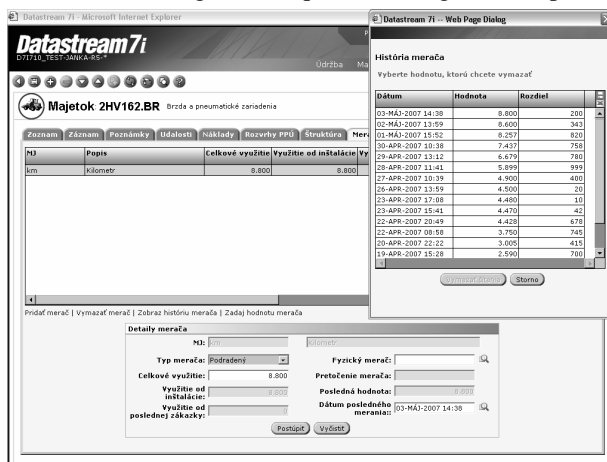 Datastream 7i - Microsoft Internet Explorer
Datastream7i
D7I710_TEST-JANKA-RS-*
Údržba
Majetok: 2HV162.BR Brzda a pneumatické zariadenia
Zoznam Záznam Poznámky Udalosti Náklady Rozvrhy PPÚ Štruktúra
MJ Popis Celkové využitie Využitie od inštalácie
km Kilometr 8.800 8.800
Pridať merač | Vymazať merač | Zobraz históriu merača | Zadaj hodnotu merača
Detaily merača
MJ: km Kilometr
Typ merača: Podradený Fyzický merač:
Celkové využitie: 8.800 Pretočenie merača:
Využitie od inštalácie: 8.800 Posledná hodnota: 8.800
Využitie od poslednej zákazky: 0 Dátum posledného merania:: 03-MÁJ-2007 14:38
Postúpiť Vyčistiť
Datastream 7i -- Web Page Dialog
História merača
Vyberte hodnotu, ktorú chcete vymazať
Dátum Hodnota Rozdiel
03-MÁJ-2007 14:38 8.800 200
02-MÁJ-2007 13:59 8.600 343
01-MÁJ-2007 15:52 8.257 820
30-APR-2007 10:38 7.437 758
29-APR-2007 13:12 6.679 780
28-APR-2007 11:41 5.899 999
27-APR-2007 10:39 4.900 400
26-APR-2007 13:59 4.500 20
23-APR-2007 17:08 4.480 10
23-APR-2007 15:41 4.470 42
22-APR-2007 20:49 4.428 678
22-APR-2007 08:58 3.750 745
20-APR-2007 22:22 3.005 415
19-APR-2007 15:28 2.590 700
Storno